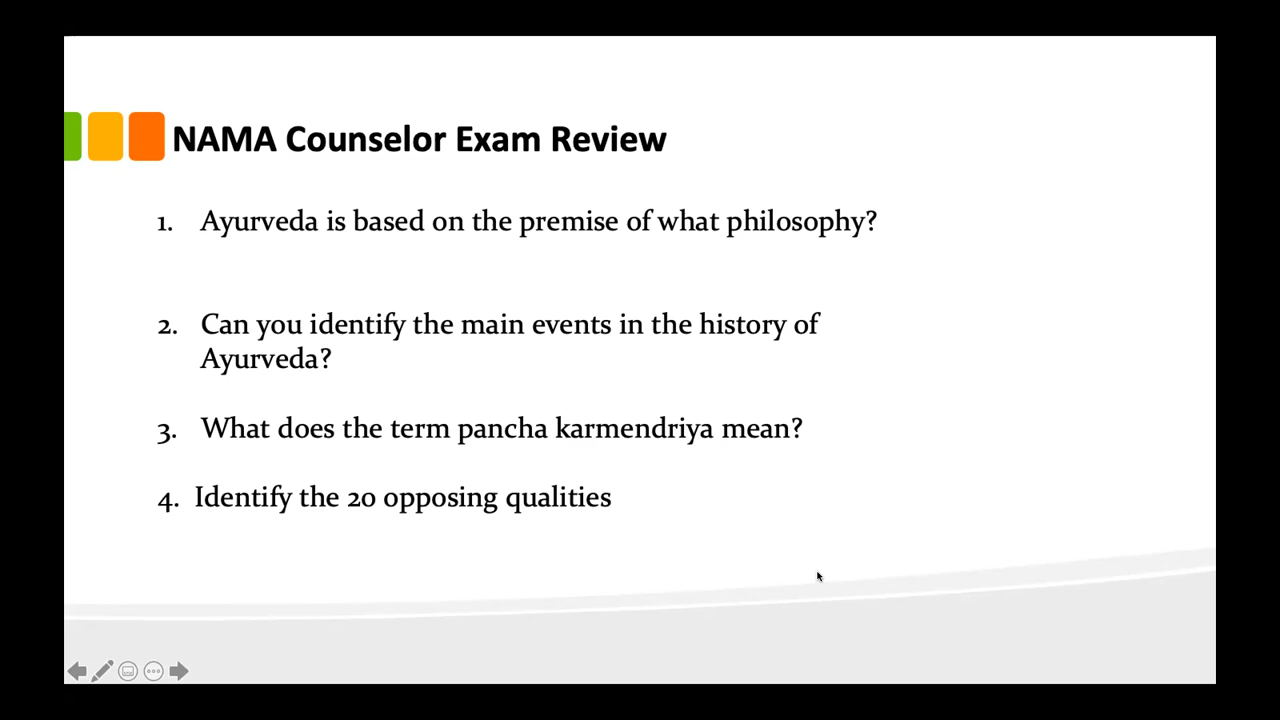 NAMA Counselor Exam Review
1. Ayurveda is based on the premise of what philosophy?
2. Can you identify the main events in the history of
Ayurveda?
3. What does the term pancha karmendriya mean?
4. Identify the 20 opposing qualities